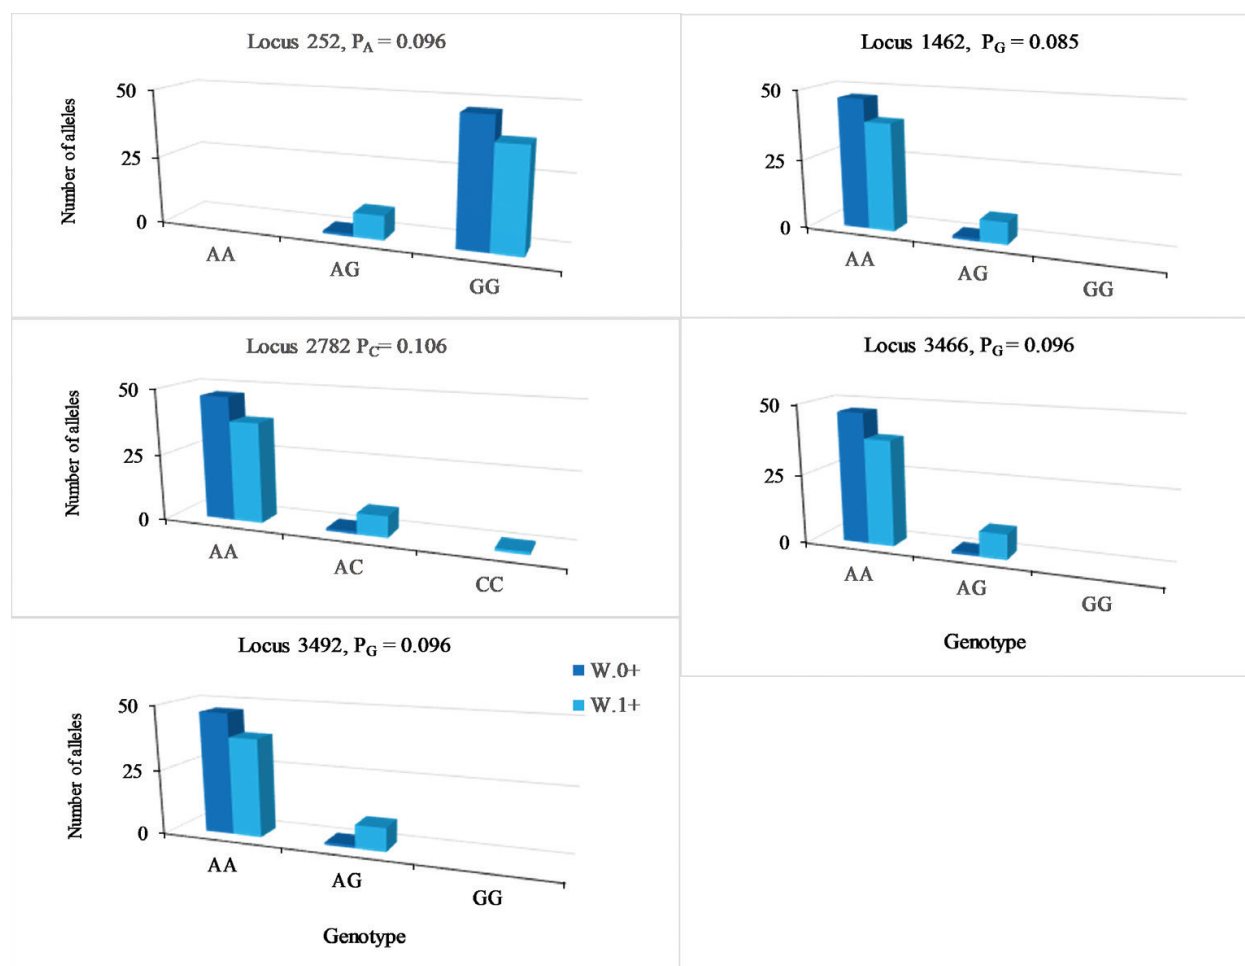 Locus 252, PA = 0.096
Number of alleles
50
25
0
AA
AG
GG
Locus 1462, PG = 0.085
50
25
0
AA
AG
GG
Locus 2782 PC= 0.106
Number of alleles
50
25
0
AA
AC
CC
Locus 3466, PG = 0.096
50
25
0
AA
AG
GG
Genotype
Locus 3492, PG = 0.096
W.0+
W.1+
Number of alleles
50
25
0
AA
AG
GG
Genotype